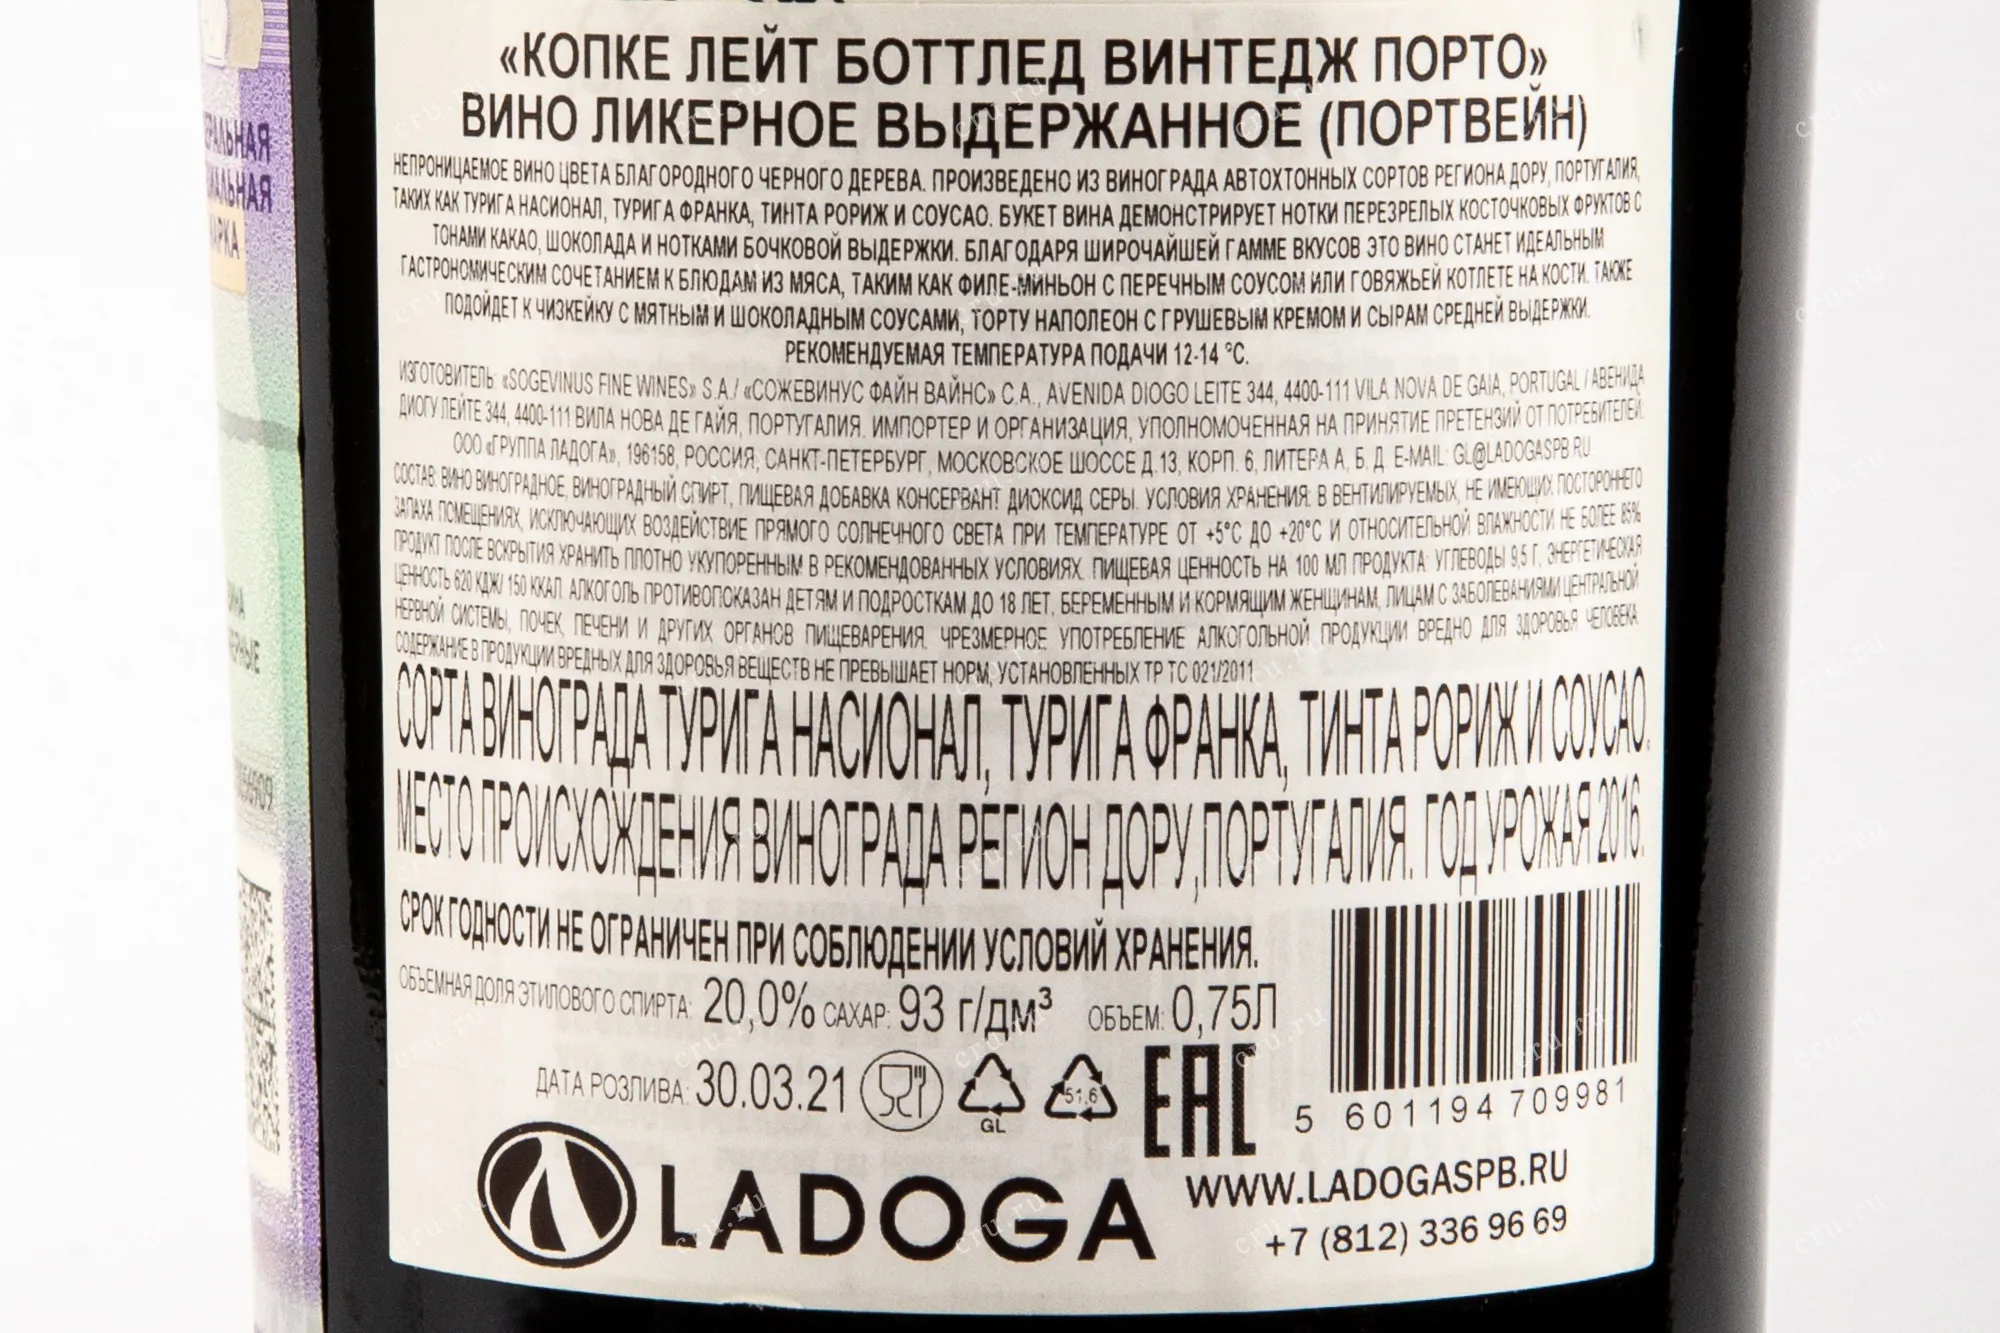 «КОПКЕ ЛЕЙТ БОТТЛЕД ВИНТЕДЖ ПОРТО»
ВИНО ЛИКЕРНОЕ ВЫДЕРЖАННОЕ (ПОРТВЕЙН)
НЕПРОНИЦАЕМОЕ ВИНО ЦВЕТА БЛАГОРОДНОГО ЧЕРНОГО ДЕРЕВА. ПРОИЗВЕДЕНО ИЗ ВИНОГРАДА АВТОХТОННЫХ СОРТОВ РЕГИОНА ДОРУ, ПОРТУГАЛИЯ,
ТАКИХ КАК ТУРИГА НАСИОНАЛ, ТУРИГА ФРАНКА, ТИНТА РОРИЖ И СОУСАО. БУКЕТ ВИНА ДЕМОНСТРИРУЕТ НОТКИ ПЕРЕЗРЕЛЫХ КОСТОЧКОВЫХ ФРУКТОВ С
ТОНАМИ КАКАО, ШОКОЛАДА И НОТКАМИ БОЧКОВОЙ ВЫДЕРЖКИ. БЛАГОДАРЯ ШИРОЧАЙШЕЙ ГАММЕ ВКУСОВ ЭТО ВИНО СТАНЕТ ИДЕАЛЬНЫМ
ГАСТРОНОМИЧЕСКИМ СОЧЕТАНИЕМ К БЛЮДАМ ИЗ МЯСА, ТАКИМ КАК ФИЛЕ-МИНЬОН С ПЕРЕЧНЫМ СОУСОМ ИЛИ ГОВЯЖЬЕЙ КОТЛЕТЕ НА КОСТИ. ТАКЖЕ
ПОДОЙДЕТ К ЧИЗКЕЙКУ С МЯТНЫМ И ШОКОЛАДНЫМ СОУСАМИ, ТОРТУ НАПОЛЕОН С ГРУШЕВЫМ КРЕМОМ И СЫРАМ СРЕДНЕЙ ВЫДЕРЖКИ.
РЕКОМЕНДУЕМАЯ ТЕМПЕРАТУРА ПОДАЧИ 12-14 °C.
ИЗГОТОВИТЕЛЬ: «SOGEVINUS FINE WINES» S.A./ «СОЖЕВИНУС ФАЙН ВАЙНС» С.А., AVENIDA DIOGO LEITE 344, 4400-111 VILA NOVA DE GAIA, PORTUGAL / АВЕНИДА
ДИОГУ ЛЕЙТЕ 344, 4400-111 ВИЛА НОВА ДЕ ГАЙЯ, ПОРТУГАЛИЯ. ИМПОРТЕР И ОРГАНИЗАЦИЯ, УПОЛНОМОЧЕННАЯ НА ПРИНЯТИЕ ПРЕТЕНЗИЙ ОТ ПОТРЕБИТЕЛЕЙ:
ООО «ГРУППА ЛАДОГА», 196158, РОССИЯ, САНКТ-ПЕТЕРБУРГ, МОСКОВСКОЕ ШОССЕ Д.13, КОРП. 6, ЛИТЕРА А, Б, Д. E-MAIL: GL@LADOGASPB.RU
СОСТАВ: ВИНО ВИНОГРАДНОЕ, ВИНОГРАДНЫЙ СПИРТ, ПИЩЕВАЯ ДОБАВКА КОНСЕРВАНТ ДИОКСИД СЕРЫ. УСЛОВИЯ ХРАНЕНИЯ: В ВЕНТИЛИРУЕМЫХ, НЕ ИМЕЮЩИХ ПОСТОРОННЕГО
ЗАПАХА ПОМЕЩЕНИЯХ, ИСКЛЮЧАЮЩИХ ВОЗДЕЙСТВИЕ ПРЯМОГО СОЛНЕЧНОГО СВЕТА ПРИ ТЕМПЕРАТУРЕ ОТ +5°C ДО +20°C И ОТНОСИТЕЛЬНОЙ ВЛАЖНОСТИ НЕ БОЛЕЕ 85%
ПРОДУКТ ПОСЛЕ ВСКРЫТИЯ ХРАНИТЬ ПЛОТНО УКУПОРЕННЫМ В РЕКОМЕНДОВАННЫХ УСЛОВИЯХ. ПИЩЕВАЯ ЦЕННОСТЬ НА 100 МЛ ПРОДУКТА: УГЛЕВОДЫ 9,5 Г, ЭНЕРГЕТИЧЕСКАЯ
ЦЕННОСТЬ 620 КДЖ/ 150 ККАЛ. АЛКОГОЛЬ ПРОТИВОПОКАЗАН ДЕТЯМ И ПОДРОСТКАМ ДО 18 ЛЕТ, БЕРЕМЕННЫМ И КОРМЯЩИМ ЖЕНЩИНАМ, ЛИЦАМ С ЗАБОЛЕВАНИЯМИ ЦЕНТРАЛЬНОЙ
НЕРВНОЙ СИСТЕМЫ, ПОЧЕК, ПЕЧЕНИ И ДРУГИХ ОРГАНОВ ПИЩЕВАРЕНИЯ. ЧРЕЗМЕРНОЕ УПОТРЕБЛЕНИЕ АЛКОГОЛЬНОЙ ПРОДУКЦИИ ВРЕДНО ДЛЯ ЗДОРОВЬЯ ЧЕЛОВЕКА.
СОДЕРЖАНИЕ В ПРОДУКЦИИ ВРЕДНЫХ ДЛЯ ЗДОРОВЬЯ ВЕЩЕСТВ НЕ ПРЕВЫШАЕТ НОРМ, УСТАНОВЛЕННЫХ ТР ТС 021/2011
СОРТА ВИНОГРАДА ТУРИГА НАСИОНАЛ, ТУРИГА ФРАНКА, ТИНТА РОРИЖ И СОУСАО.
МЕСТО ПРОИСХОЖДЕНИЯ ВИНОГРАДА РЕГИОН ДОРУ, ПОРТУГАЛИЯ. ГОД УРОЖАЯ 2016.
СРОК ГОДНОСТИ НЕ ОГРАНИЧЕН ПРИ СОБЛЮДЕНИИ УСЛОВИЙ ХРАНЕНИЯ.
ОБЪЕМНАЯ ДОЛЯ ЭТИЛОВОГО СПИРТА: 20,0% САХАР: 93 г/дм³ ОБЪЕМ: 0,75Л
ДАТА РОЗЛИВА: 30.03.21
GL
51,6
EAC
5 601194 709981
LADOGA
WWW.LADOGASPB.RU
+7 (812) 336 96 69